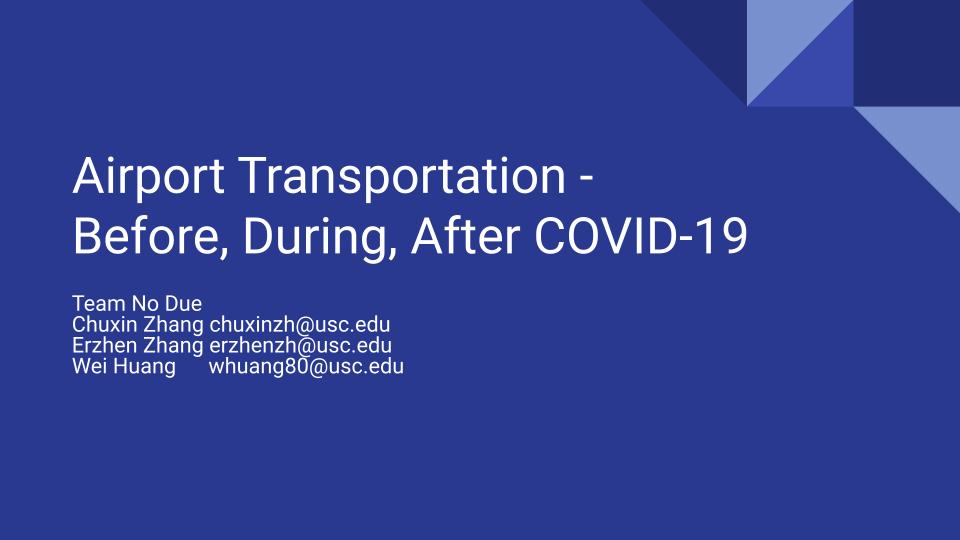 Airport Transportation -
Before, During, After COVID-19
Team No Due
Chuxin Zhang chuxinzh@usc.edu
Erzhen Zhang erzhenzh@usc.edu
Wei Huang whuang80@usc.edu